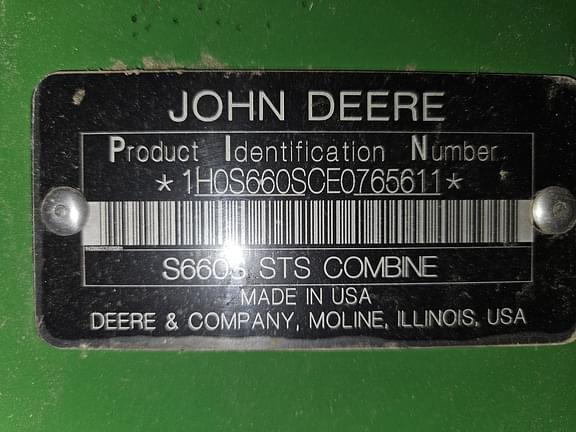 JOHN DEERE
Product Identification Number
*1H0S660SCE0765611*
STS COMBINE
MADE IN USA
DEERE & COMPANY, MOLINE, ILLINOIS, USA